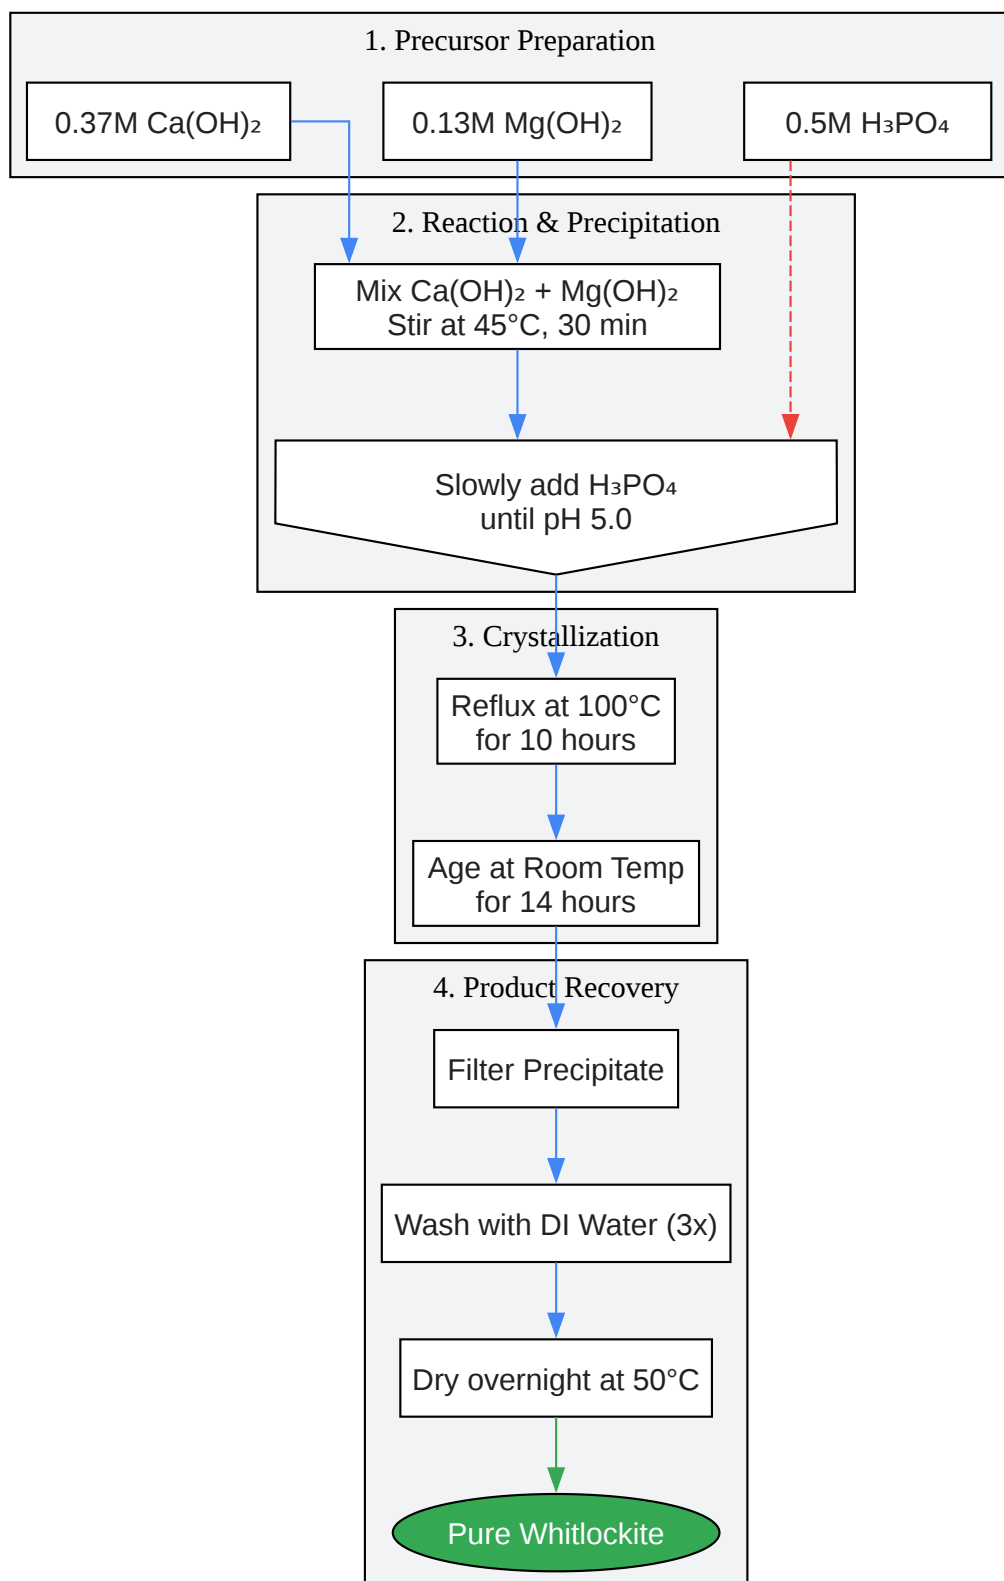 1. Precursor Preparation
0.37M Ca(OH)₂
0.13M Mg(OH)₂
0.5M H₃PO₄
2. Reaction & Precipitation
Mix Ca(OH)₂ + Mg(OH)₂
Stir at 45°C, 30 min
Slowly add H₃PO₄
until pH 5.0
3. Crystallization
Reflux at 100°C
for 10 hours
Age at Room Temp
for 14 hours
4. Product Recovery
Filter Precipitate
Wash with DI Water (3x)
Dry overnight at 50°C
Pure Whitlockite